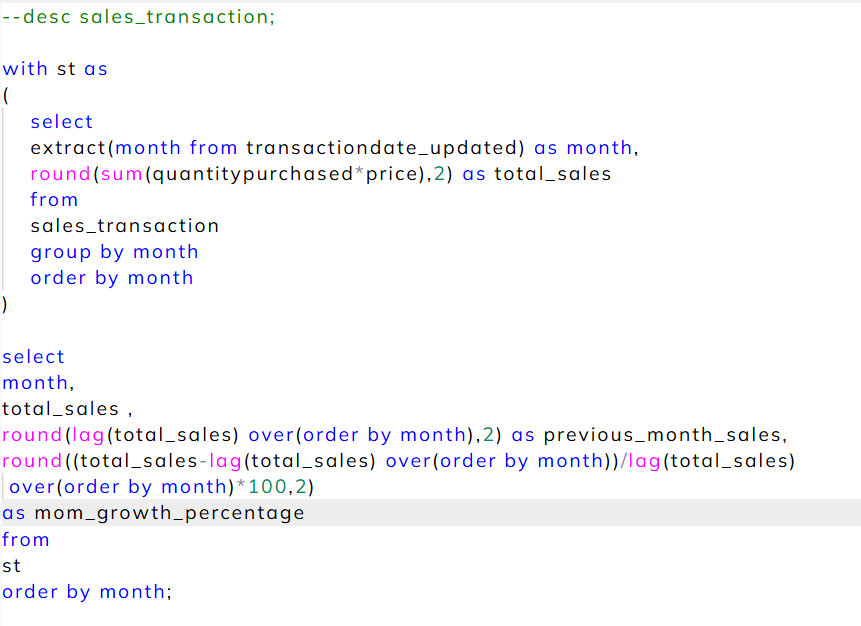 --desc sales_transaction;
with st as
(
select
extract(month from transactiondate_updated) as month,
round(sum(quantitypurchased*price),2) as total_sales
from
sales_transaction
group by month
order by month
)
select
month,
total_sales ,
round(lag(total_sales) over(order by month),2) as previous_month_sales,
round((total_sales-lag(total_sales) over(order by month))/lag(total_sales)
over(order by month)*100,2)
as mom_growth_percentage
from
st
order by month;